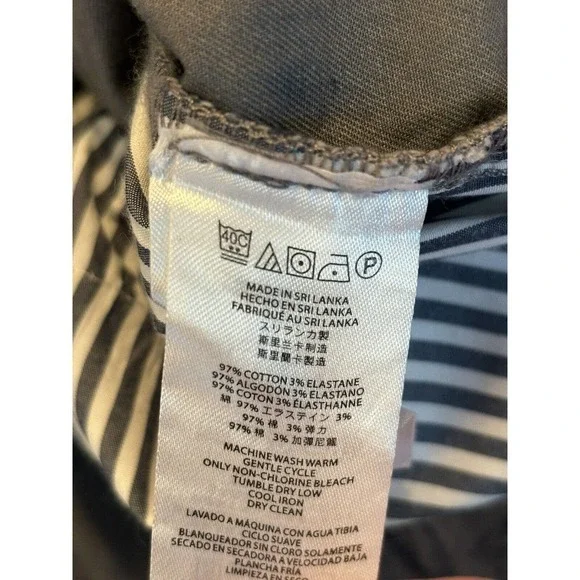 40C
P
MADE IN SRI LANKA
HECHO EN SRI LANKA
FABRIQUÉ AU SRI LANKA
スリランカ製
斯里兰卡制造
斯里蘭卡製造
97% COTTON 3% ELASTANE
97% ALGODÓN 3% ELASTANO
97% COTON 3% ÉLASTHANNE
綿 97% エラステイン 3%
97% 棉 3% 弹力
97% 棉 3% 加彈尼龍
MACHINE WASH WARM
GENTLE CYCLE
ONLY NON-CHLORINE BLEACH
TUMBLE DRY LOW
COOL IRON
DRY CLEAN
LAVADO A MÁQUINA CON AGUA TIBIA
CICLO SUAVE
BLANQUEADOR SIN CLORO SOLAMENTE
SECADO EN SECADORA A VELOCIDAD BAJA
PLANCHA FRÍA
LIMPIEZA EN SECO